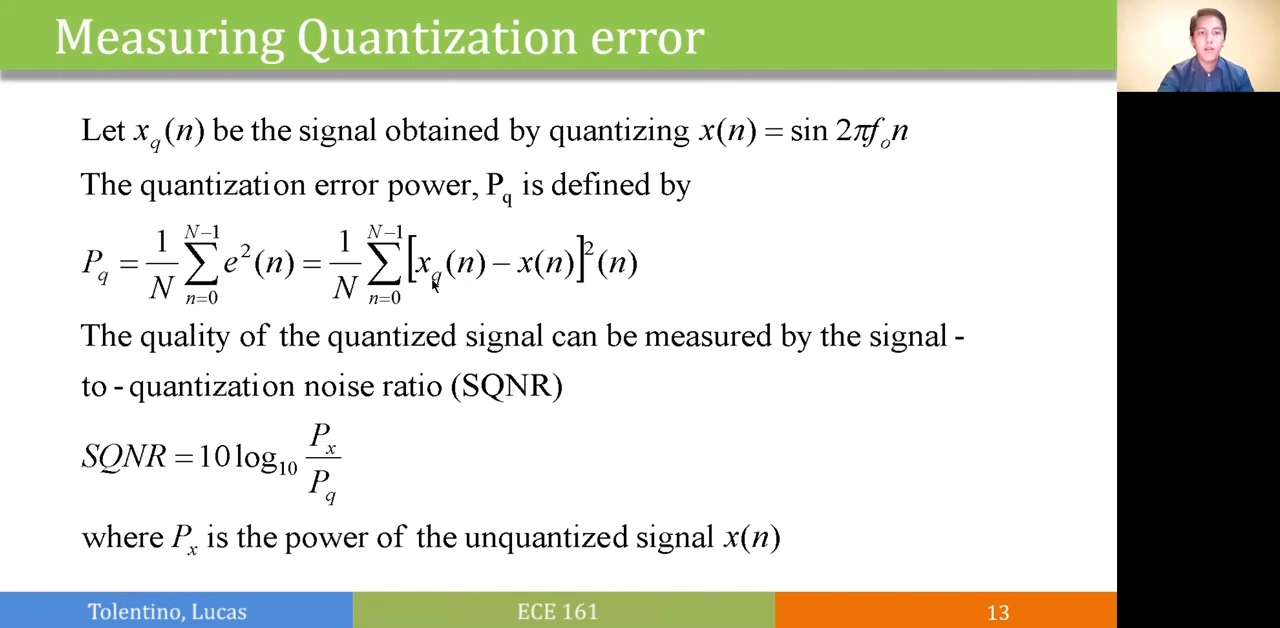 Measuring Quantization error
Let x_q(n) be the signal obtained by quantizing x(n) = sin 2πf_o n
The quantization error power, P_q is defined by
P_q = 1/N ∑_{n=0}^{N−1} e²(n) = 1/N ∑_{n=0}^{N−1} [x_q(n) − x(n)]²(n)
The quality of the quantized signal can be measured by the signal -
to - quantization noise ratio (SQNR)
SQNR = 10 log₁₀ P_x/P_q
where P_x is the power of the unquantized signal x(n)
Tolentino, Lucas
ECE 161
13